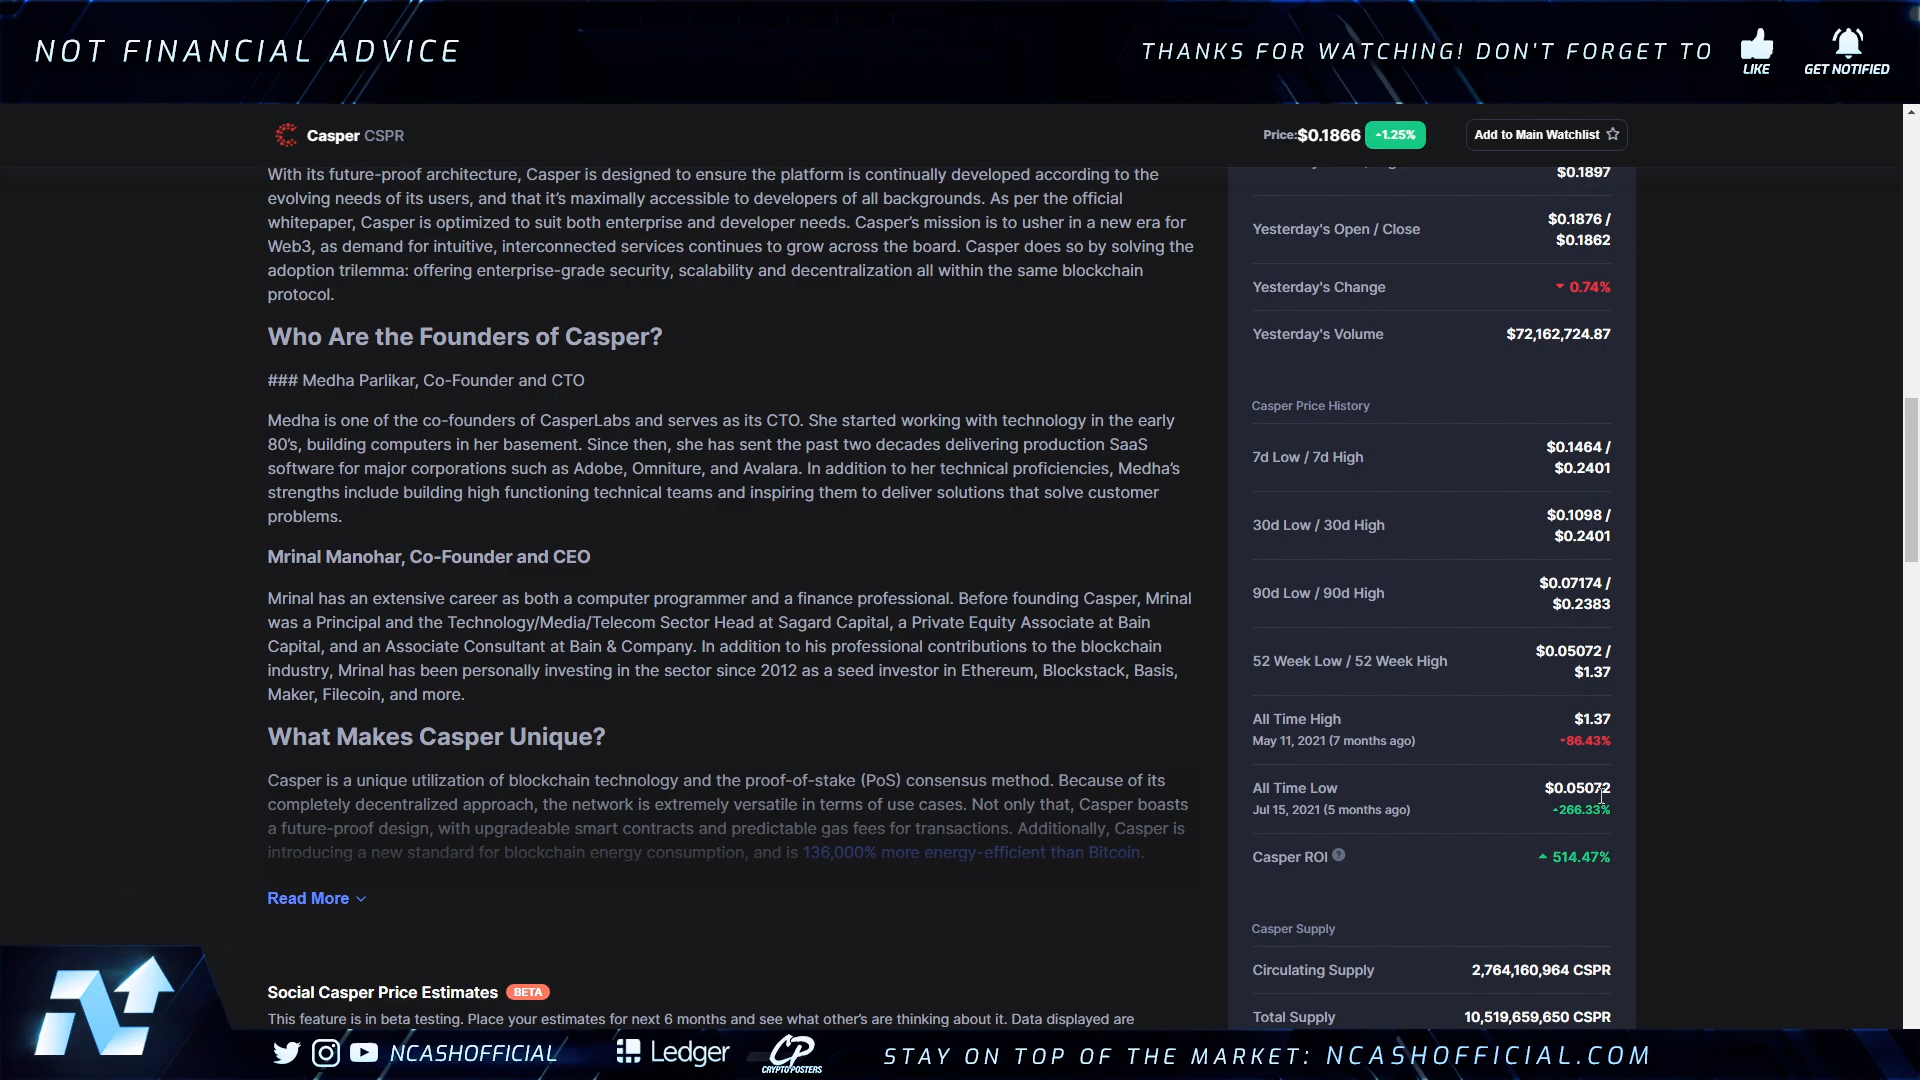 NOT FINANCIAL ADVICE
THANKS FOR WATCHING! DON'T FORGET TO
LIKE
GET NOTIFIED
Casper CSPR
Price:$0.1866
1.25%
Add to Main Watchlist
With its future-proof architecture, Casper is designed to ensure the platform is continually developed according to the
evolving needs of its users, and that it's maximally accessible to developers of all backgrounds. As per the official
whitepaper, Casper is optimized to suit both enterprise and developer needs. Casper's mission is to usher in a new era for
Web3, as demand for intuitive, interconnected services continues to grow across the board. Casper does so by solving the
adoption trilemma: offering enterprise-grade security, scalability and decentralization all within the same blockchain
protocol.
Who Are the Founders of Casper?
### Medha Parlikar, Co-Founder and CTO
Medha is one of the co-founders of CasperLabs and serves as its CTO. She started working with technology in the early
80's, building computers in her basement. Since then, she has sent the past two decades delivering production SaaS
software for major corporations such as Adobe, Omniture, and Avalara. In addition to her technical proficiencies, Medha's
strengths include building high functioning technical teams and inspiring them to deliver solutions that solve customer
problems.
Mrinal Manohar, Co-Founder and CEO
Mrinal has an extensive career as both a computer programmer and a finance professional. Before founding Casper, Mrinal
was a Principal and the Technology/Media/Telecom Sector Head at Sagard Capital, a Private Equity Associate at Bain
Capital, and an Associate Consultant at Bain & Company. In addition to his professional contributions to the blockchain
industry, Mrinal has been personally investing in the sector since 2012 as a seed investor in Ethereum, Blockstack, Basis,
Maker, Filecoin, and more.
What Makes Casper Unique?
Casper is a unique utilization of blockchain technology and the proof-of-stake (PoS) consensus method. Because of its
completely decentralized approach, the network is extremely versatile in terms of use cases. Not only that, Casper boasts
a future-proof design, with upgradeable smart contracts and predictable gas fees for transactions. Additionally, Casper is
introducing a new standard for blockchain energy consumption, and is 136,000% more energy-efficient than Bitcoin.
Read More
Social Casper Price Estimates BETA
This feature is in beta testing. Place your estimates for next 6 months and see what other's are thinking about it. Data displayed are
$0.1897
Yesterday's Open / Close
$0.1876 /
$0.1862
Yesterday's Change
0.74%
Yesterday's Volume
$72,162,724.87
Casper Price History
7d Low / 7d High
$0.1464 /
$0.2401
30d Low / 30d High
$0.1098 /
$0.2401
90d Low / 90d High
$0.07174 /
$0.2383
52 Week Low / 52 Week High
$0.05072 /
$1.37
All Time High
$1.37
May 11, 2021 (7 months ago)
86.43%
All Time Low
$0.05072
Jul 15, 2021 (5 months ago)
266.33%
Casper ROI
514.47%
Casper Supply
Circulating Supply
2,764,160,964 CSPR
Total Supply
10,519,659,650 CSPR
NCASHOFFICIAL
Ledger
CP
CRYPTOPOSTERS
STAY ON TOP OF THE MARKET: NCASHOFFICIAL.COM